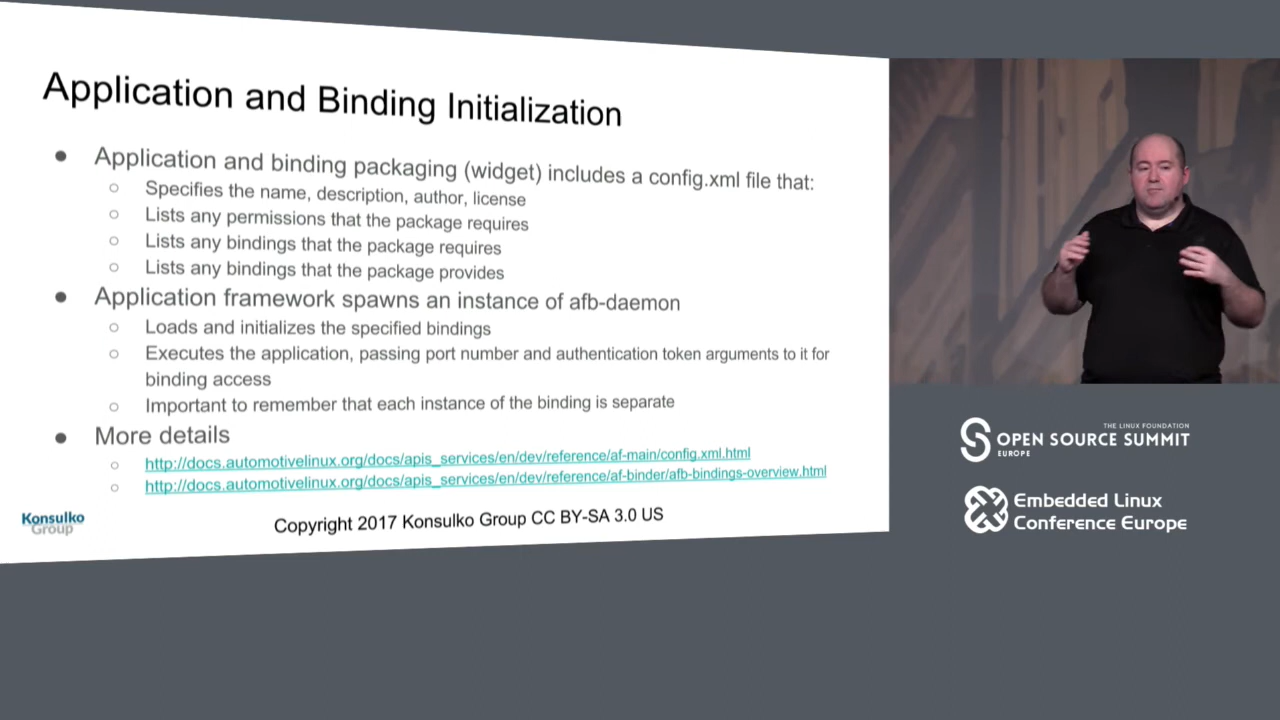 Application and Binding Initialization
● Application and binding packaging (widget) includes a config.xml file that:
○ Specifies the name, description, author, license
○ Lists any permissions that the package requires
○ Lists any bindings that the package requires
○ Lists any bindings that the package provides
● Application framework spawns an instance of afb-daemon
○ Loads and initializes the specified bindings
○ Executes the application, passing port number and authentication token arguments to it for
binding access
○ Important to remember that each instance of the binding is separate
● More details
○ http://docs.automotivelinux.org/docs/apis_services/en/dev/reference/af-main/config.xml.html
○ http://docs.automotivelinux.org/docs/apis_services/en/dev/reference/af-binder/afb-bindings-overview.html
Konsulko
Group
Copyright 2017 Konsulko Group CC BY-SA 3.0 US
THE LINUX FOUNDATION
OPEN SOURCE SUMMIT
EUROPE
Embedded Linux
Conference Europe